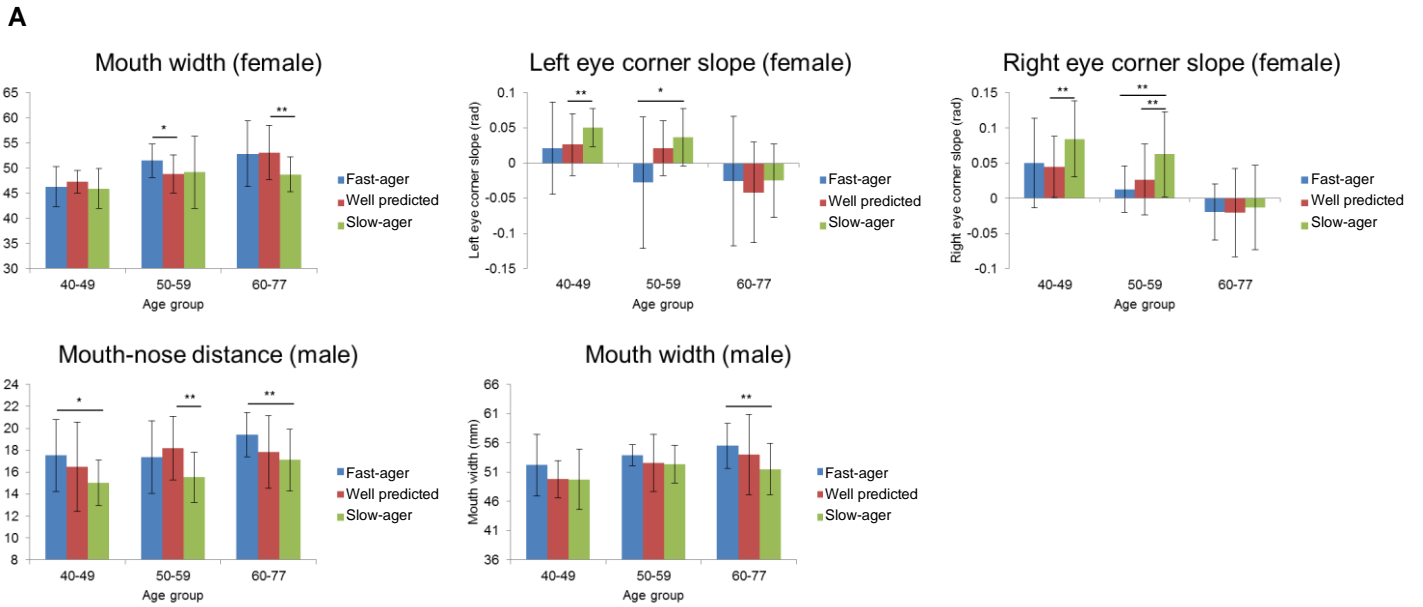 A
Mouth width (female)
65
60
55
50
45
40
35
30
*
**
40-49
50-59
60-77
Age group
Fast-ager
Well predicted
Slow-ager
Left eye corner slope (female)
Left eye corner slope (rad)
0.1
0.05
0
-0.05
-0.1
-0.15
**
*
40-49
50-59
60-77
Age group
Fast-ager
Well predicted
Slow-ager
Right eye corner slope (female)
Right eye corner slope (rad)
0.15
0.1
0.05
0
-0.05
-0.1
**
**
**
40-49
50-59
60-77
Age group
Fast-ager
Well predicted
Slow-ager
Mouth-nose distance (male)
24
22
20
18
16
14
12
10
8
*
**
**
40-49
50-59
60-77
Age group
Fast-ager
Well predicted
Slow-ager
Mouth width (male)
Mouth width (mm)
66
61
56
51
46
41
36
**
40-49
50-59
60-77
Age group
Fast-ager
Well predicted
Slow-ager